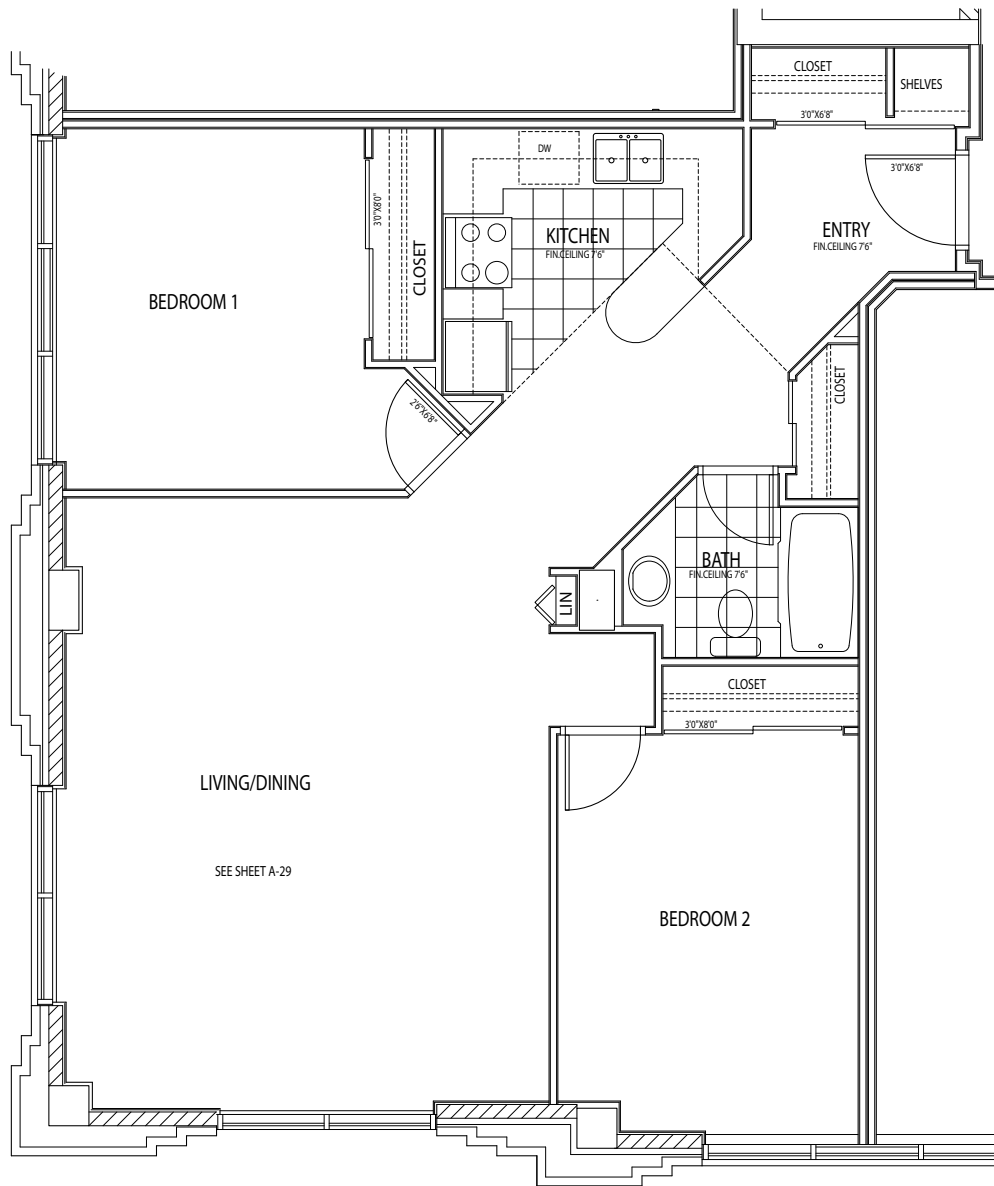 CLOSET
SHELVES
3'0"X6'8"
DW
3'0"X6'8"
3'0"X8'0"
KITCHEN
FIN.CEILING 7'6"
ENTRY
FIN.CEILING 7'6"
CLOSET
BEDROOM 1
CLOSET
2'6"X6'8"
BATH
FIN.CEILING 7'6"
LIN
CLOSET
3'0"X8'0"
LIVING/DINING
SEE SHEET A-29
BEDROOM 2